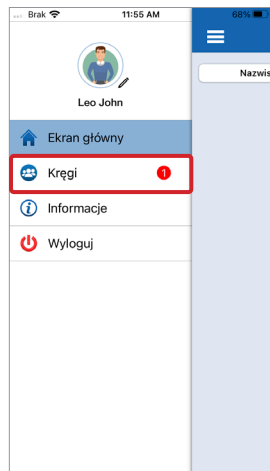 Brak 11:55 AM 68%
Nazwis
Leo John
Ekran główny
Kręgi 1
Informacje
Wyloguj